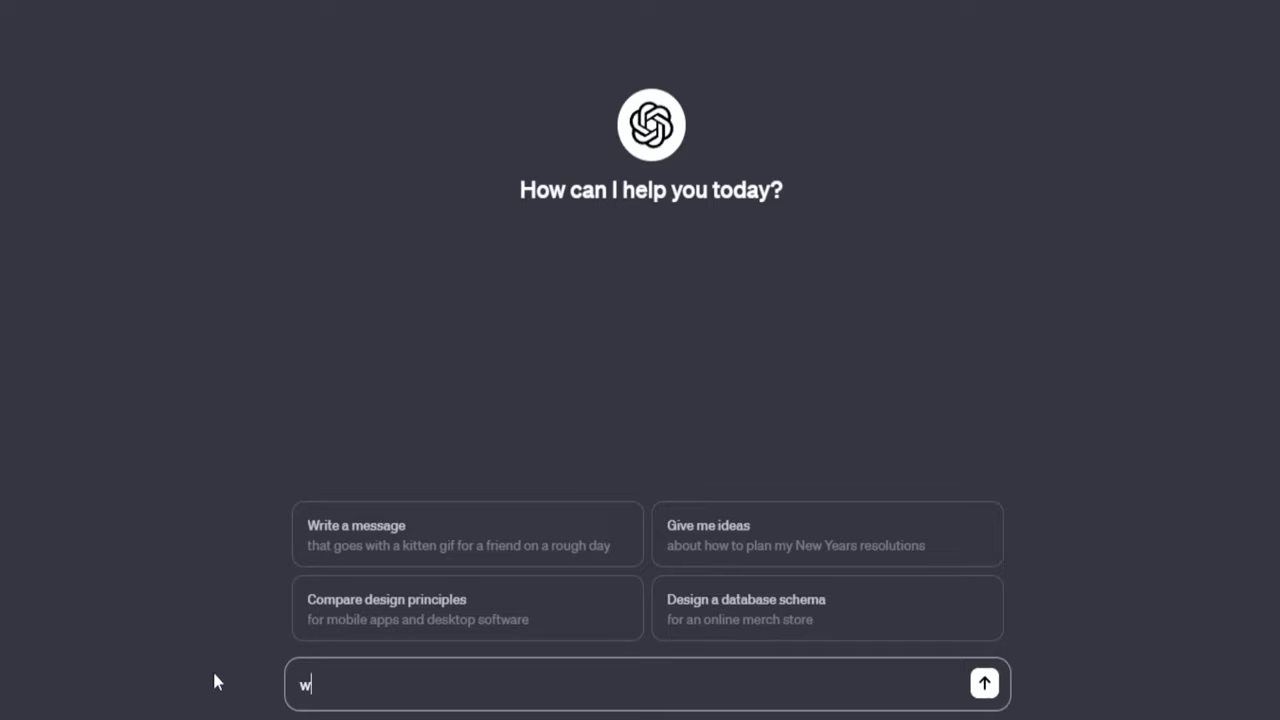 How can I help you today?
Write a message
that goes with a kitten gif for a friend on a rough day
Give me ideas
about how to plan my New Years resolutions
Compare design principles
for mobile apps and desktop software
Design a database schema
for an online merch store
w